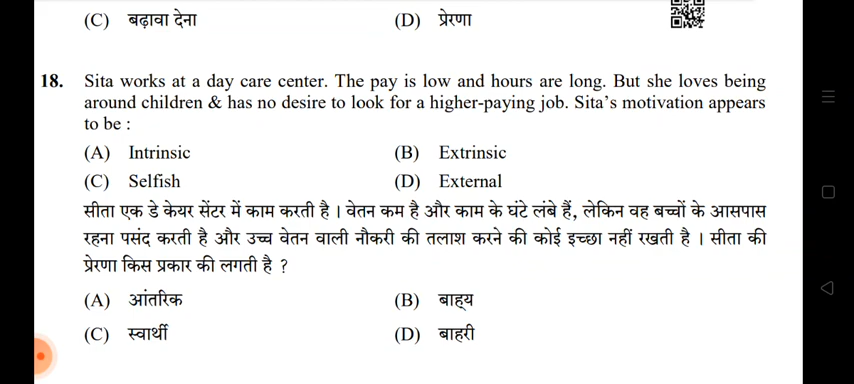 (C) बढ़ावा देना (D) प्रेरणा
18. Sita works at a day care center. The pay is low and hours are long. But she loves being
around children & has no desire to look for a higher-paying job. Sita's motivation appears
to be :
(A) Intrinsic (B) Extrinsic
(C) Selfish (D) External
सीता एक डे केयर सेंटर में काम करती है । वेतन कम है और काम के घंटे लंबे हैं, लेकिन वह बच्चों के आसपास
रहना पसंद करती है और उच्च वेतन वाली नौकरी की तलाश करने की कोई इच्छा नहीं रखती है । सीता की
प्रेरणा किस प्रकार की लगती है ?
(A) आंतरिक (B) बाह्य
(C) स्वार्थी (D) बाहरी